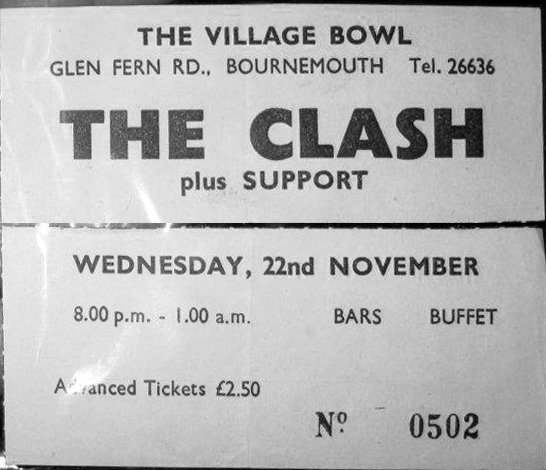 THE VILLAGE BOWL
GLEN FERN RD., BOURNEMOUTH Tel. 26636
THE CLASH
plus SUPPORT
WEDNESDAY, 22nd NOVEMBER
8.00 p.m. - 1.00 a.m. BARS BUFFET
Advanced Tickets £2.50
Nº 0502